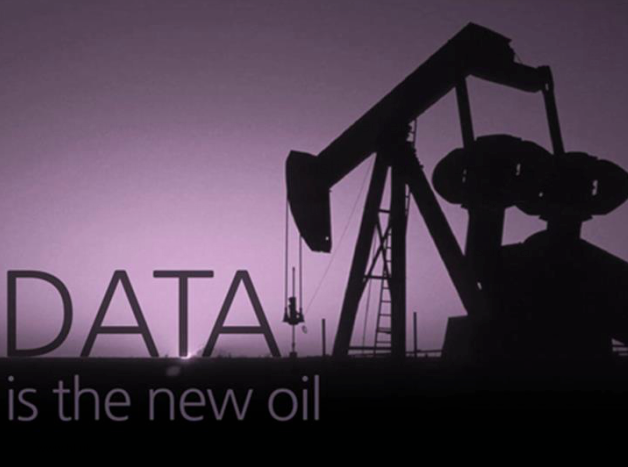 DATA
is the new oil